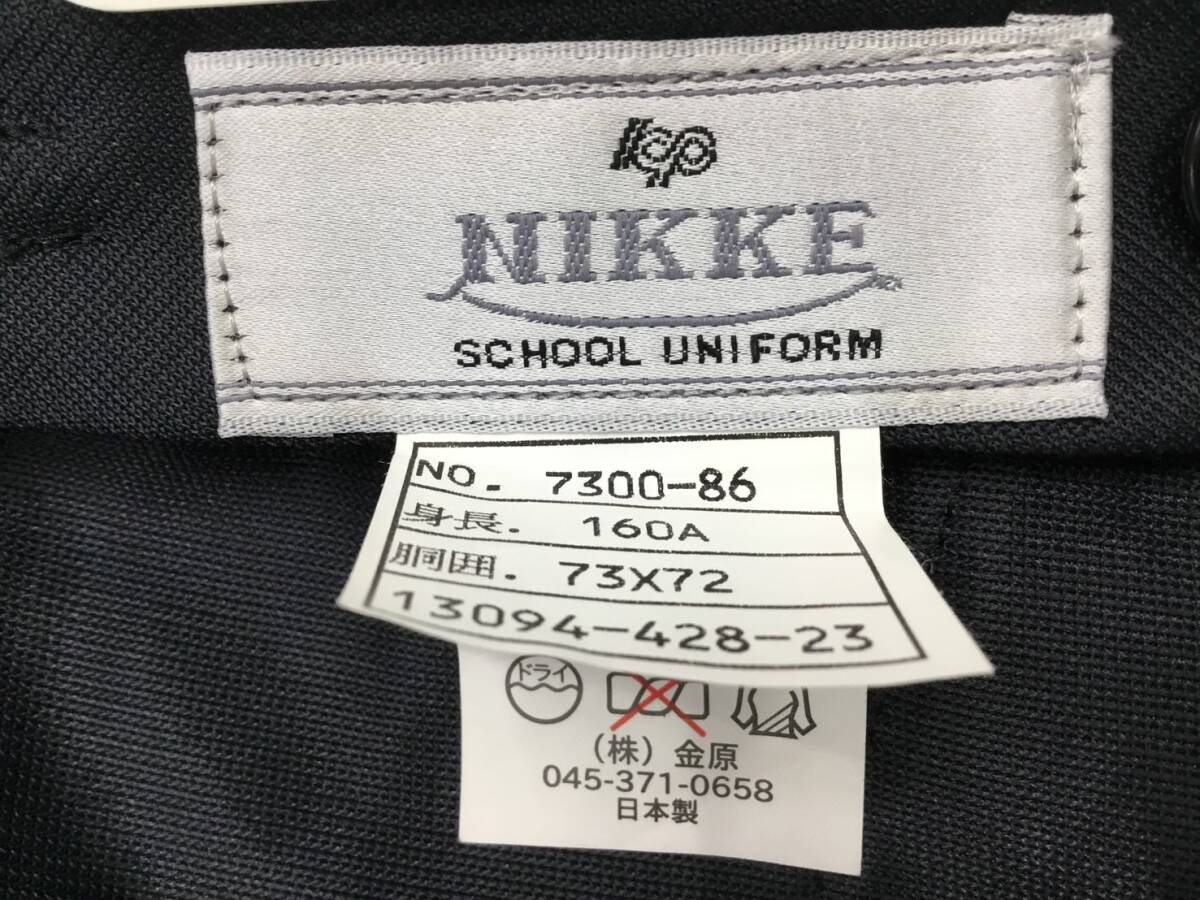 kcp
NIKKE
SCHOOL UNIFORM
NO. 7300-86
身長. 160A
胴囲. 73X72
13094-428-23
ドライ
(株)金原
045-371-0658
日本製